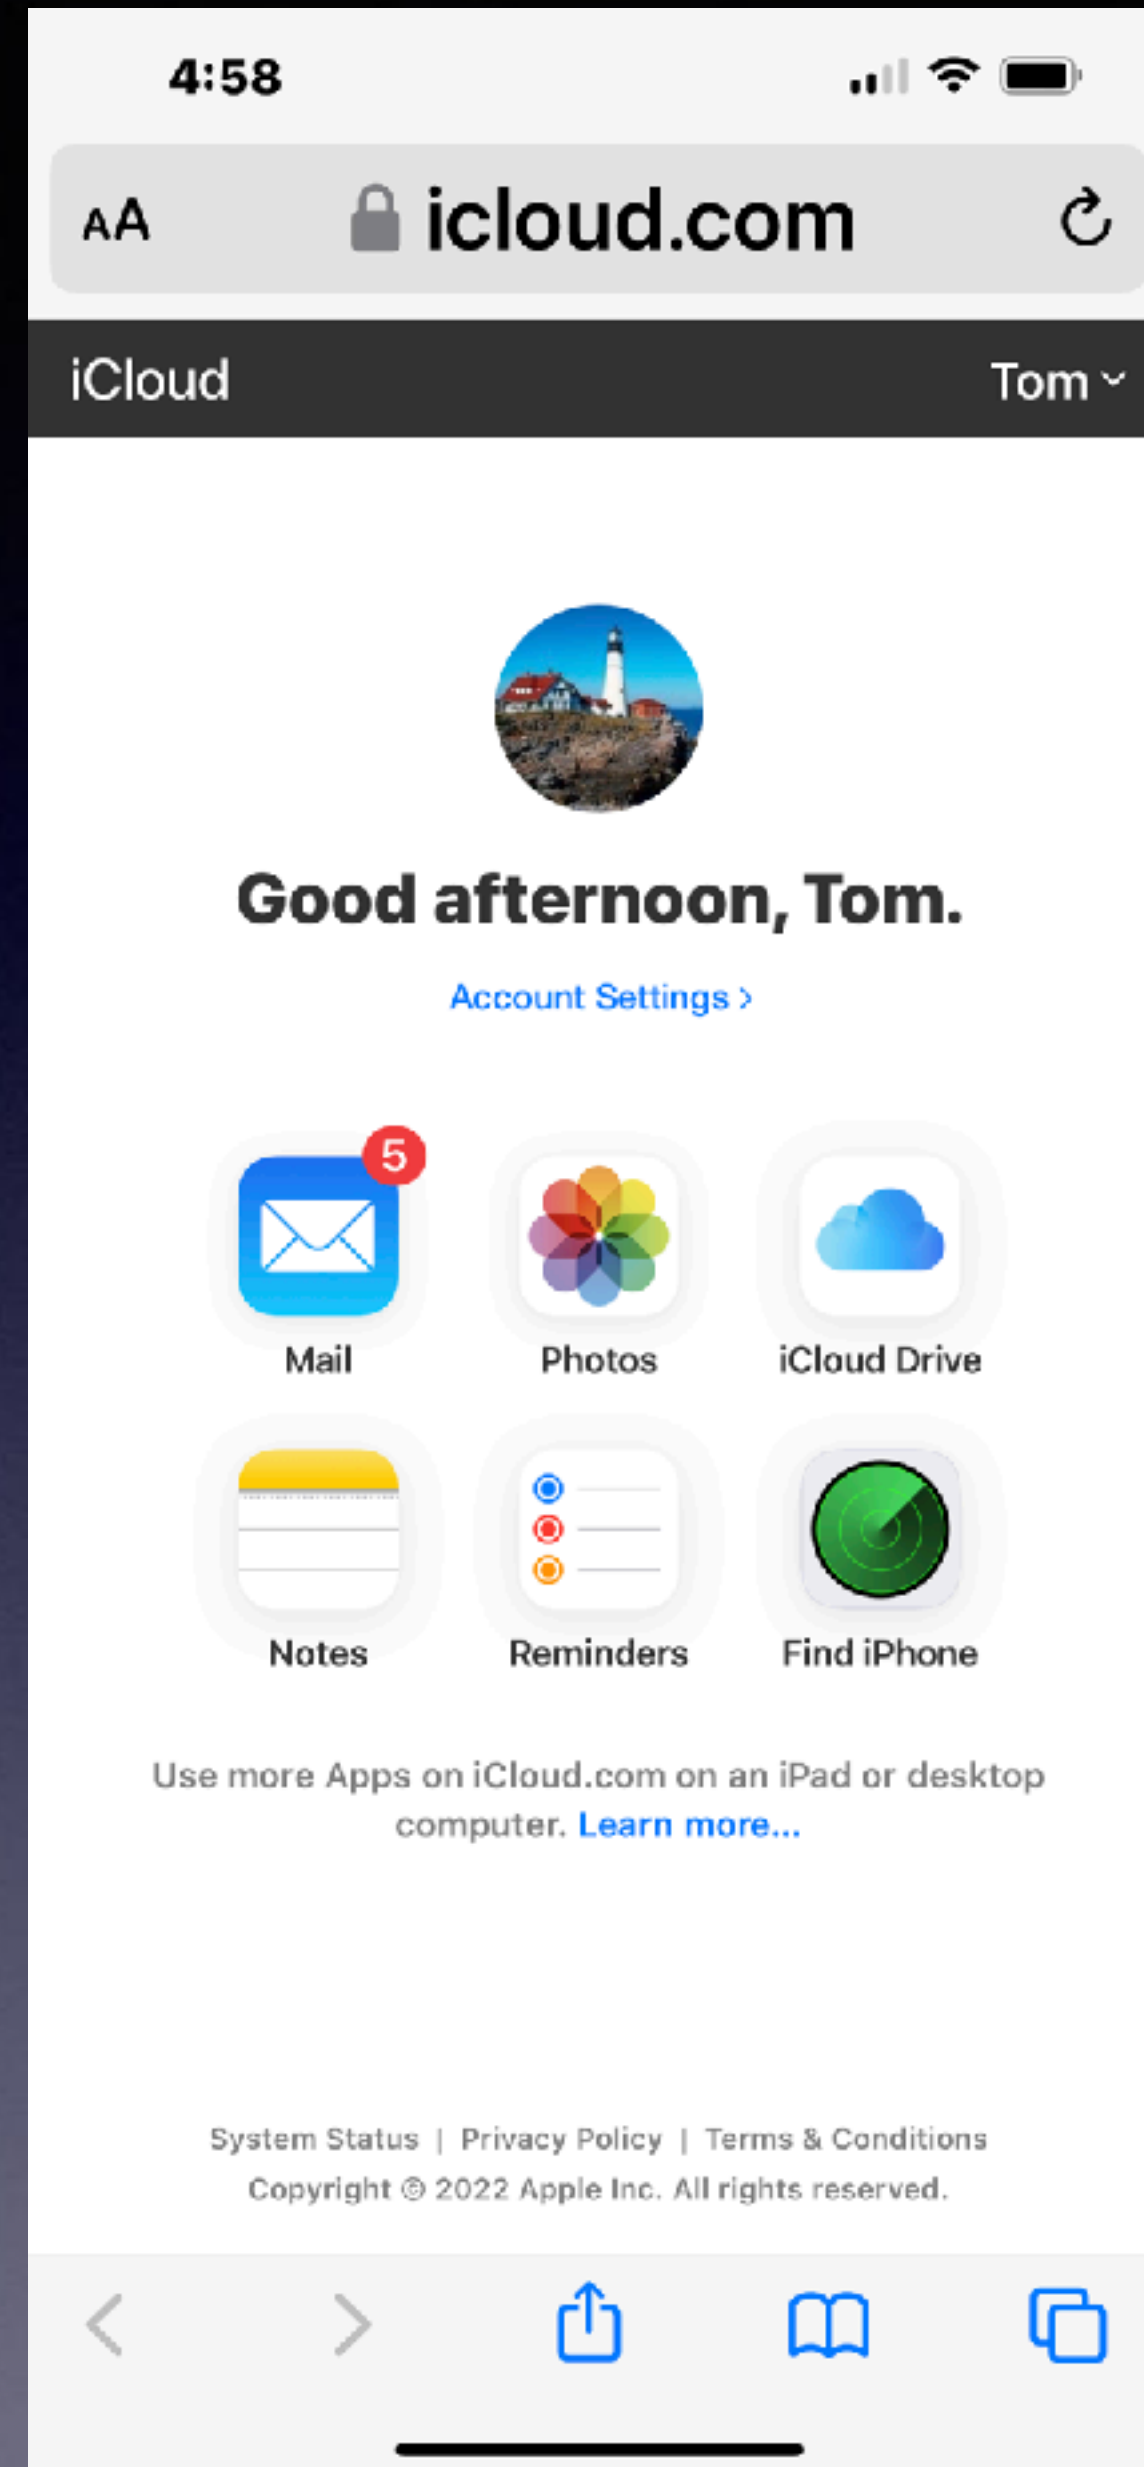 4:58
AA icloud.com
iCloud Tom
Good afternoon, Tom.
Account Settings >
5
Mail Photos iCloud Drive
Notes Reminders Find iPhone
Use more Apps on iCloud.com on an iPad or desktop
computer. Learn more...
System Status | Privacy Policy | Terms & Conditions
Copyright © 2022 Apple Inc. All rights reserved.